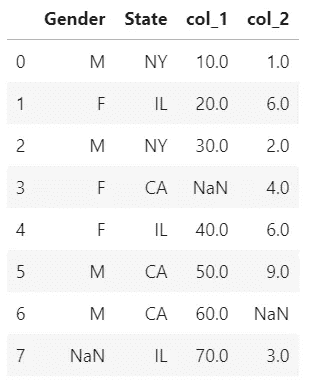 Gender State col_1 col_2
0 M NY 10.0 1.0
1 F IL 20.0 6.0
2 M NY 30.0 2.0
3 F CA NaN 4.0
4 F IL 40.0 6.0
5 M CA 50.0 9.0
6 M CA 60.0 NaN
7 NaN IL 70.0 3.0